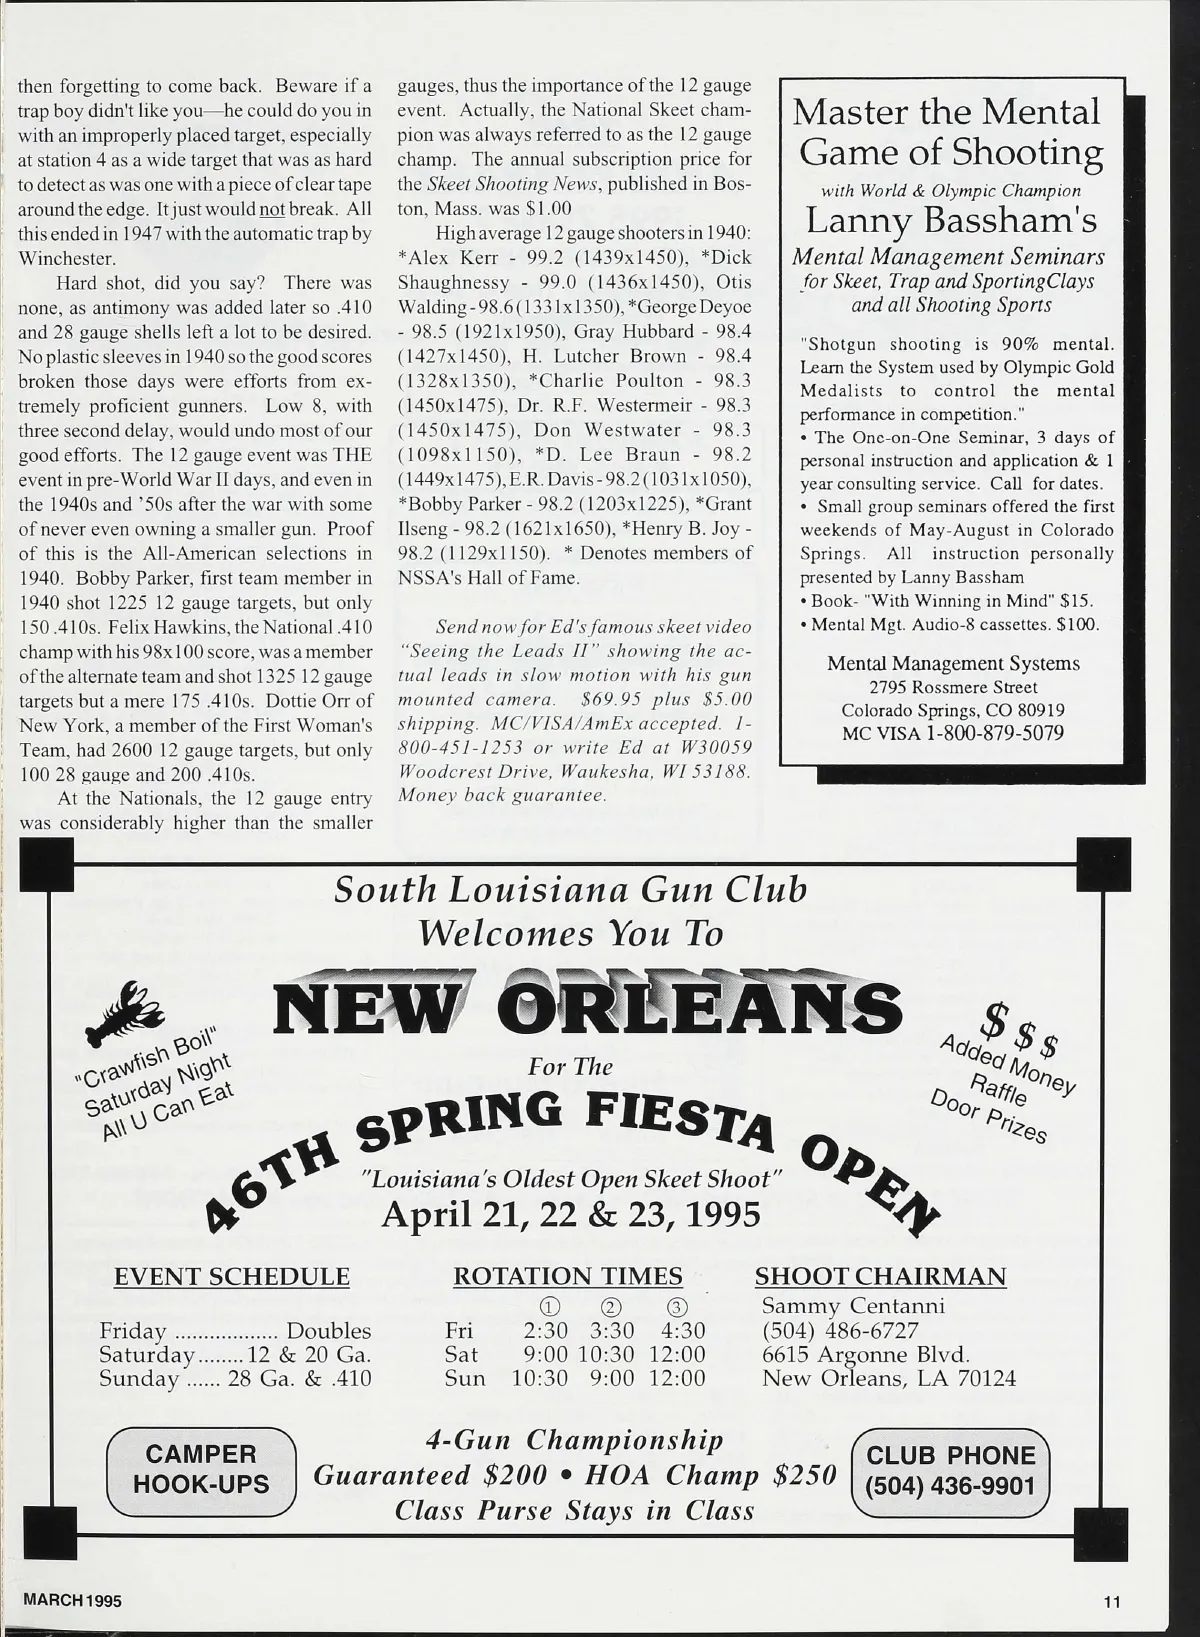 then forgetting to come back. Beware if a
trap boy didn't like you—he could do you in
with an improperly placed target, especially
at station 4 as a wide target that was as hard
to detect as was one with a piece of clear tape
around the edge. It just would not break. All
this ended in 1947 with the automatic trap by
Winchester.
Hard shot, did you say? There was
none, as antimony was added later so .410
and 28 gauge shells left a lot to be desired.
No plastic sleeves in 1940 so the good scores
broken those days were efforts from ex-
tremely proficient gunners. Low 8, with
three second delay, would undo most of our
good efforts. The 12 gauge event was THE
event in pre-World War II days, and even in
the 1940s and '50s after the war with some
of never even owning a smaller gun. Proof
of this is the All-American selections in
1940. Bobby Parker, first team member in
1940 shot 1225 12 gauge targets, but only
150 .410s. Felix Hawkins, the National .410
champ with his 98x100 score, was a member
of the alternate team and shot 1325 12 gauge
targets but a mere 175 .410s. Dottie Orr of
New York, a member of the First Woman's
Team, had 2600 12 gauge targets, but only
100 28 gauge and 200 .410s.
At the Nationals, the 12 gauge entry
was considerably higher than the smaller
gauges, thus the importance of the 12 gauge
event. Actually, the National Skeet cham-
pion was always referred to as the 12 gauge
champ. The annual subscription price for
the Skeet Shooting News, published in Bos-
ton, Mass. was $1.00
High average 12 gauge shooters in 1940:
*Alex Kerr - 99.2 (1439x1450), *Dick
Shaughnessy - 99.0 (1436x1450), Otis
Walding - 98.6 (1331x1350), *George Deyoe
- 98.5 (1921x1950), Gray Hubbard - 98.4
(1427x1450), H. Lutcher Brown - 98.4
(1328x1350), *Charlie Poulton - 98.3
(1450x1475), Dr. R.F. Westermeir - 98.3
(1450x1475), Don Westwater - 98.3
(1098x1150), *D. Lee Braun - 98.2
(1449x1475), E.R. Davis - 98.2 (1031x1050),
*Bobby Parker - 98.2 (1203x1225), *Grant
Ilseng - 98.2 (1621x1650), *Henry B. Joy -
98.2 (1129x1150). * Denotes members of
NSSA's Hall of Fame.
Send now for Ed's famous skeet video
"Seeing the Leads II" showing the ac-
tual leads in slow motion with his gun
mounted camera. $69.95 plus $5.00
shipping. MC/VISA/AmEx accepted. 1-
800-451-1253 or write Ed at W30059
Woodcrest Drive, Waukesha, WI 53188.
Money back guarantee.
Master the Mental
Game of Shooting
with World & Olympic Champion
Lanny Bassham's
Mental Management Seminars
for Skeet, Trap and SportingClays
and all Shooting Sports
"Shotgun shooting is 90% mental.
Learn the System used by Olympic Gold
Medalists to control the mental
performance in competition."
• The One-on-One Seminar, 3 days of
personal instruction and application & 1
year consulting service. Call for dates.
• Small group seminars offered the first
weekends of May-August in Colorado
Springs. All instruction personally
presented by Lanny Bassham
• Book- "With Winning in Mind" $15.
• Mental Mgt. Audio-8 cassettes. $100.
Mental Management Systems
2795 Rossmere Street
Colorado Springs, CO 80919
MC VISA 1-800-879-5079
South Louisiana Gun Club
Welcomes You To
NEW ORLEANS
"Crawfish Boil"
Saturday Night
All U Can Eat
For The
$ $ $
Added Money
Raffle
Door Prizes
46TH SPRING FIESTA OPEN
"Louisiana's Oldest Open Skeet Shoot"
April 21, 22 & 23, 1995
EVENT SCHEDULE
Friday .................. Doubles
Saturday........ 12 & 20 Ga.
Sunday ...... 28 Ga. & .410
ROTATION TIMES
① ② ③
Fri 2:30 3:30 4:30
Sat 9:00 10:30 12:00
Sun 10:30 9:00 12:00
SHOOT CHAIRMAN
Sammy Centanni
(504) 486-6727
6615 Argonne Blvd.
New Orleans, LA 70124
CAMPER
HOOK-UPS
4-Gun Championship
Guaranteed $200 • HOA Champ $250
Class Purse Stays in Class
CLUB PHONE
(504) 436-9901
MARCH 1995
11